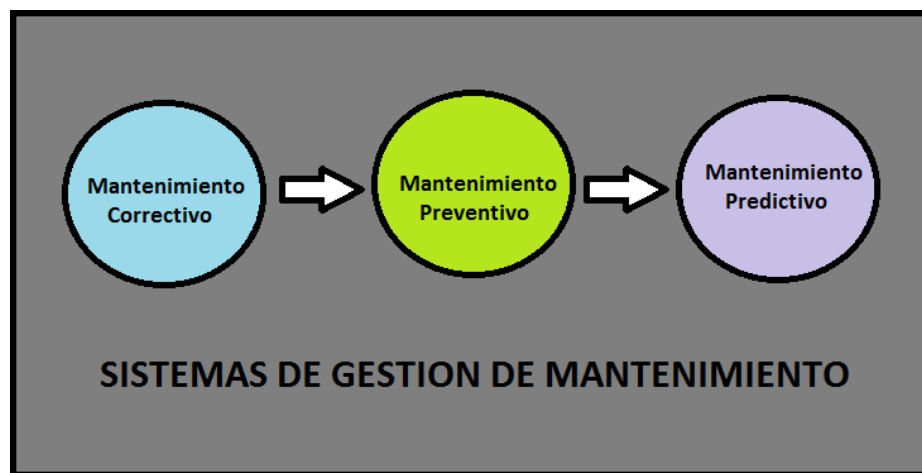 Mantenimiento
Correctivo
Mantenimiento
Preventivo
Mantenimiento
Predictivo
SISTEMAS DE GESTION DE MANTENIMIENTO